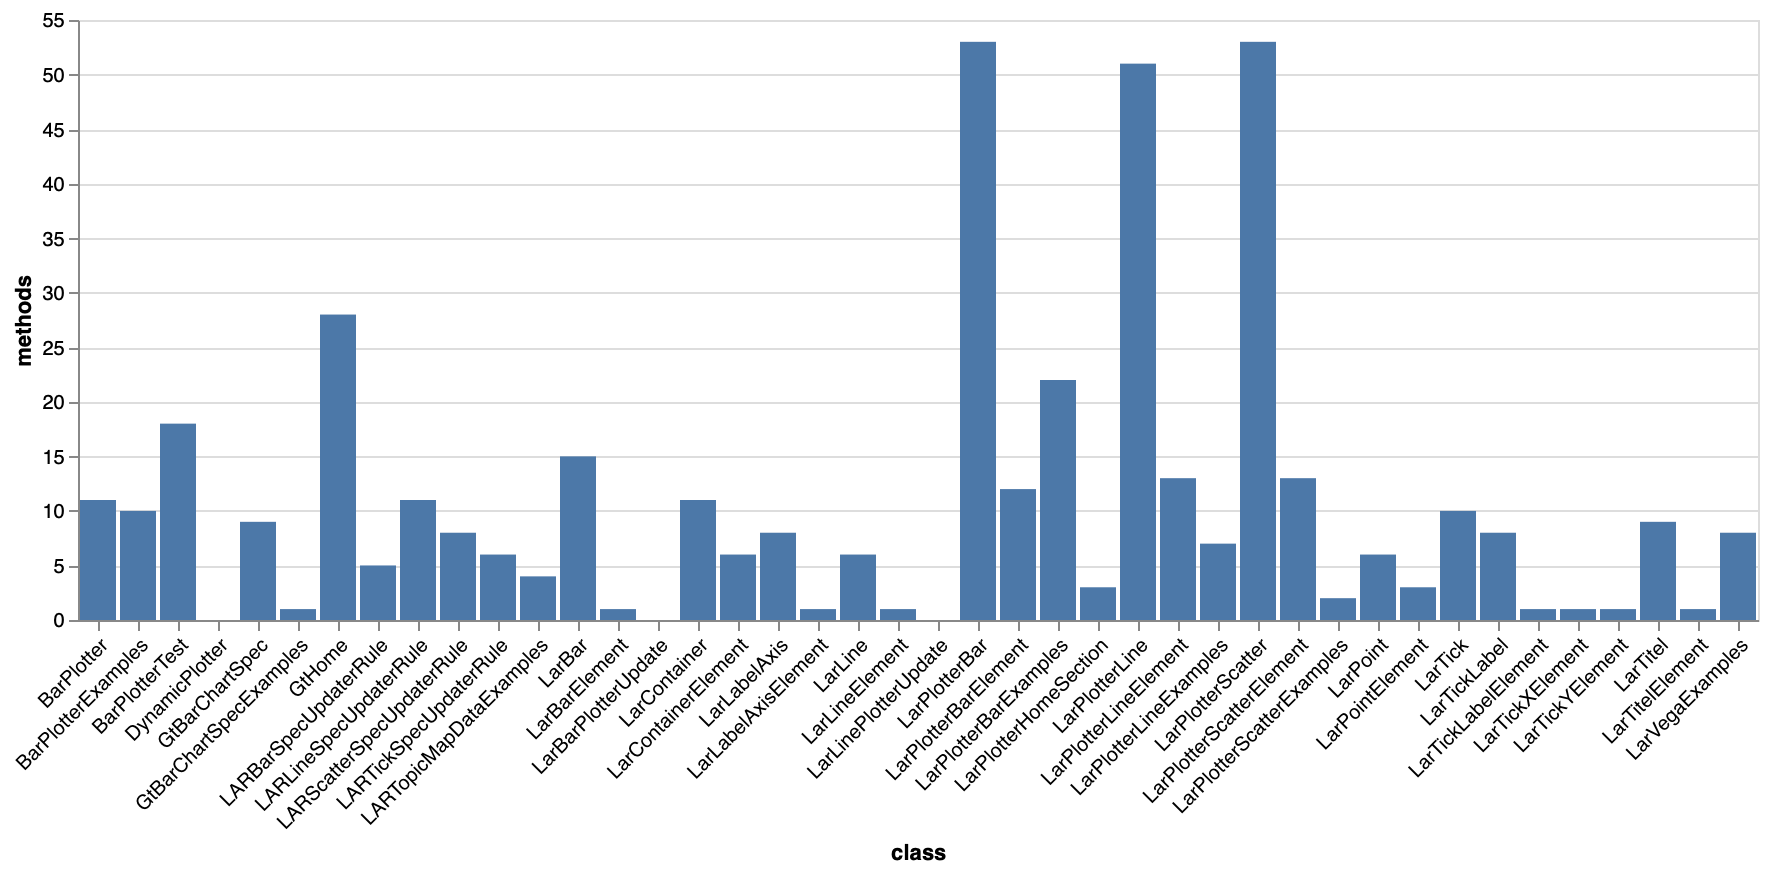 55
50
45
40
35
30
25
20
15
10
5
0
methods
BarPlotter
BarPlotterExamples
BarPlotterTest
DynamicPlotter
GtBarChartSpec
GtBarChartSpecExamples
GtHome
LARBarSpecUpdaterRule
LARLineSpecUpdaterRule
LARScatterSpecUpdaterRule
LARTickSpecUpdaterRule
LARTopicMapDataExamples
LarBar
LarBarElement
LarBarPlotterUpdate
LarContainer
LarContainerElement
LarLabelAxis
LarLabelAxisElement
LarLine
LarLineElement
LarLinePlotterUpdate
LarPlotterBar
LarPlotterBarElement
LarPlotterBarExamples
LarPlotterHomeSection
LarPlotterLine
LarPlotterLineElement
LarPlotterLineExamples
LarPlotterScatter
LarPlotterScatterElement
LarPlotterScatterExamples
LarPoint
LarPointElement
LarTick
LarTickLabel
LarTickLabelElement
LarTickXElement
LarTickYElement
LarTitel
LarTitelElement
LarVegaExamples
class